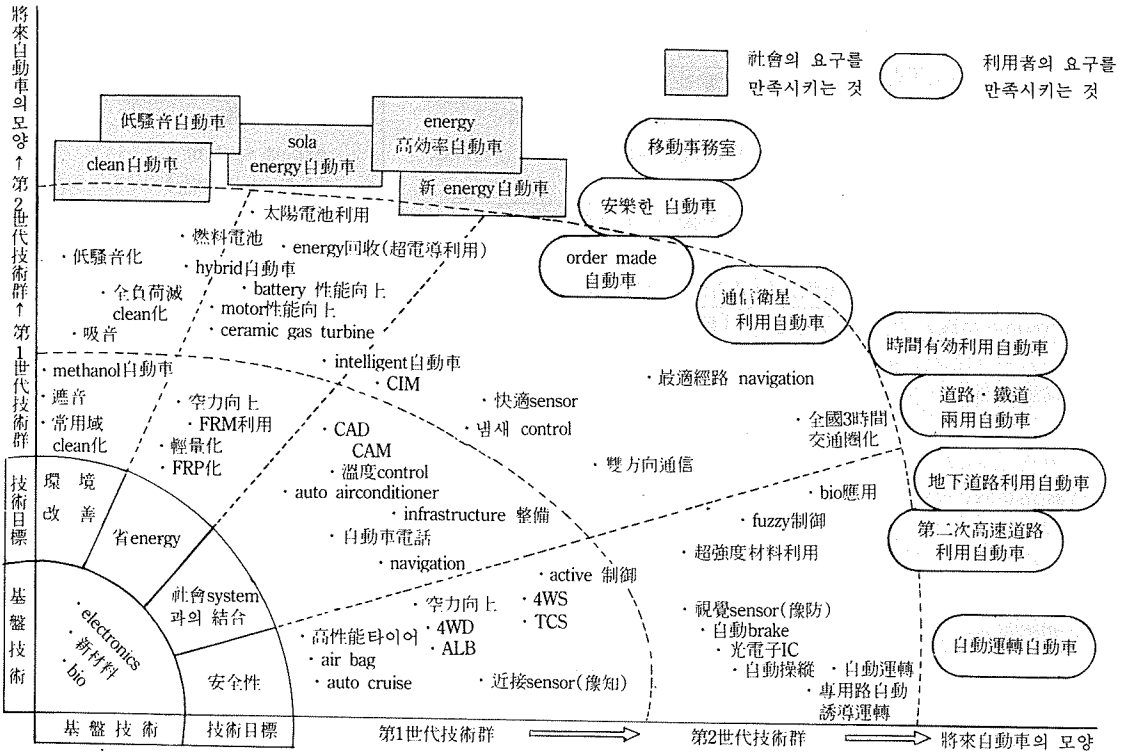 將來自動車의 모양 ↑ 第2世代技術群 ↑ 第1世代技術群
技術目標
基盤技術
社會의 요구를
만족시키는 것
利用者의 요구를
만족시키는 것
低騷音自動車
clean自動車
sola
energy自動車
energy
高效率自動車
新 energy自動車
移動事務室
安樂한 自動車
order made
自動車
通信衛星
利用自動車
時間有効利用自動車
道路·鐵道
兩用自動車
地下道路利用自動車
第二次高速道路
利用自動車
自動運轉自動車
· 太陽電池利用
· 燃料電池
· energy回收(超電導利用)
· 低騷音化
· hybrid自動車
· battery 性能向上
· 全負荷減
clean化
· motor性能向上
· 吸音
· ceramic gas turbine
· methanol自動車
· 遮音
· 常用域
clean化
· 空力向上
· FRM利用
· 輕量化
· FRP化
· intelligent自動車
· CIM
· CAD
CAM
· 溫度control
· auto airconditioner
· infrastructure 整備
· 自動車電話
· navigation
· 快適sensor
· 냄새 control
· 最適經路 navigation
· 全國3時間
交通圈化
· 雙方向通信
· bio應用
· fuzzy制御
· 超強度材料利用
· active 制御
· 空力向上
· 4WS
· 4WD
· TCS
· ALB
· 高性能타이어
· air bag
· auto cruise
· 近接sensor(豫知)
· 視覺sensor(豫防)
· 自動brake
· 光電子IC
· 自動操縱
· 自動運轉
· 專用路自動
誘導運轉
環境
改善
省energy
社會system
과의 結合
安全性
· electronics
· 新材料
· bio
基盤技術
技術目標
第1世代技術群
第2世代技術群
將來自動車의 모양